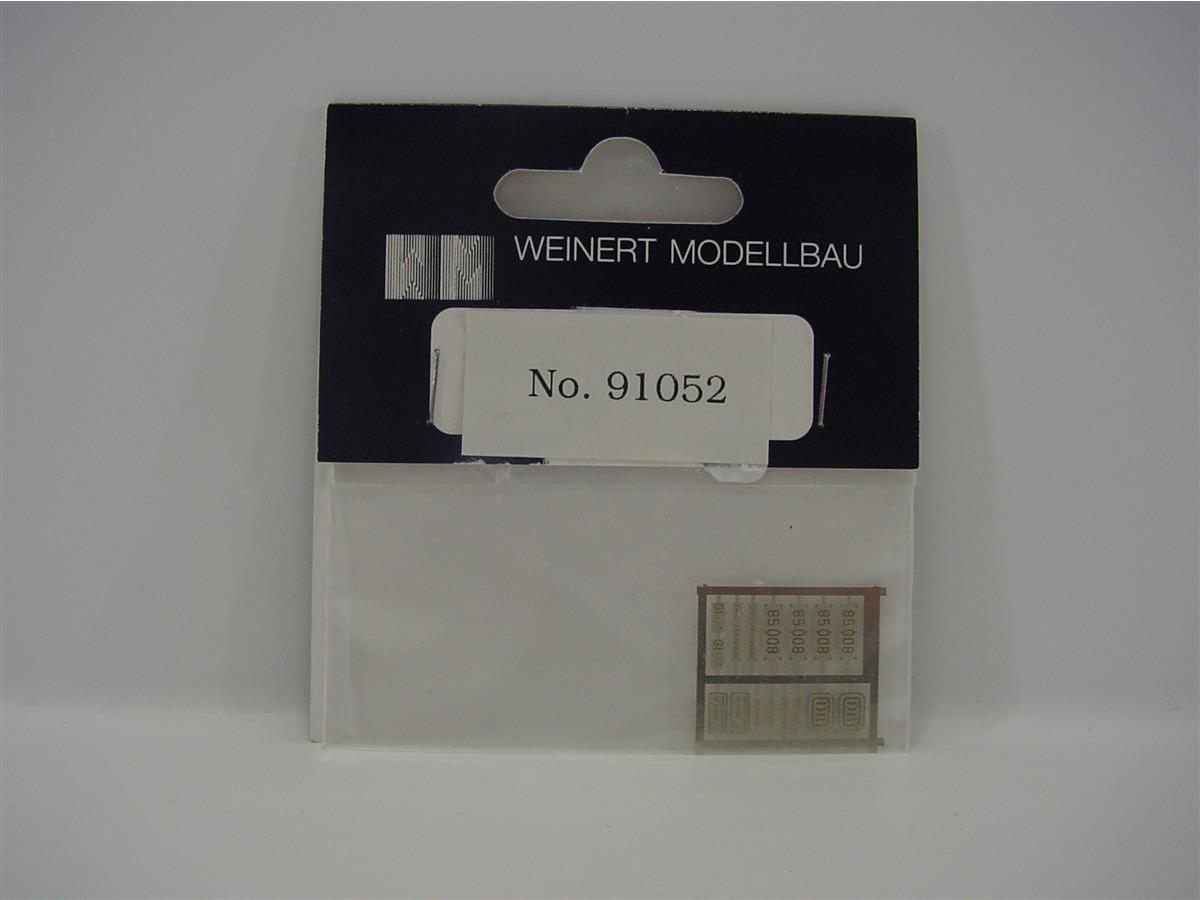 WEINERT MODELLBAU
No. 91052
85008 85008 85008 85008
DB DB